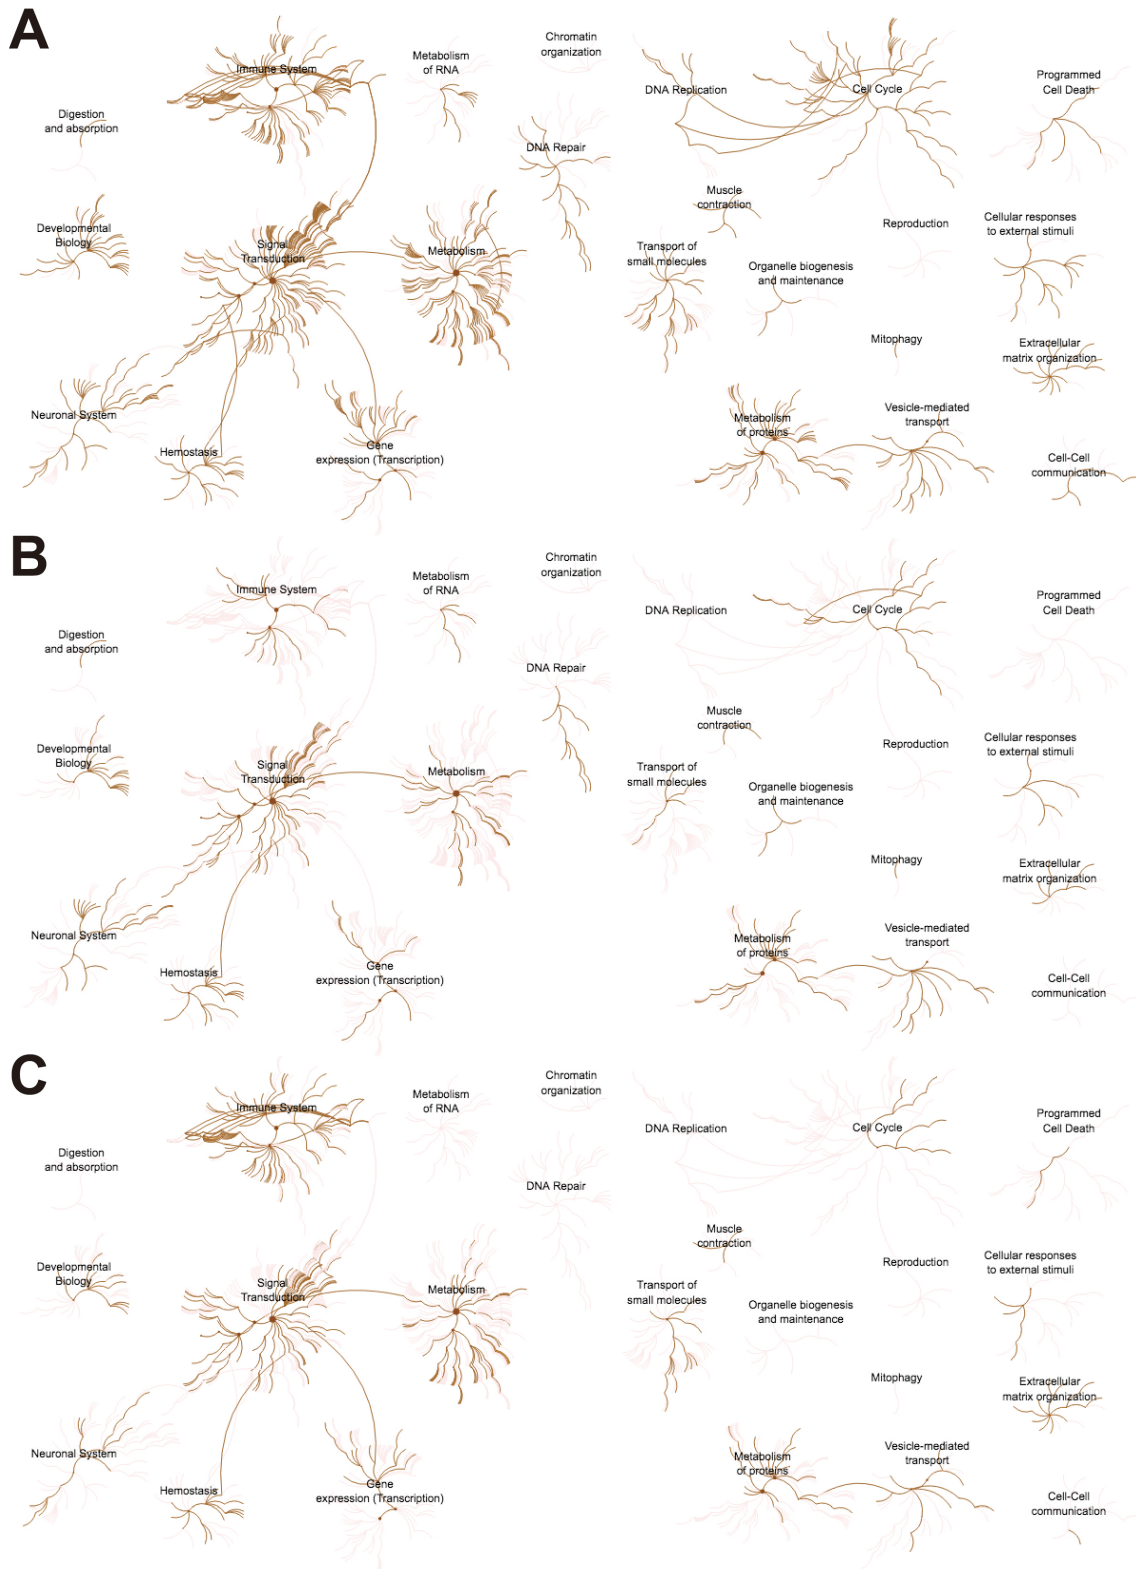 A
Immune System
Metabolism
of RNA
Chromatin
organization
DNA Replication
Cell Cycle
Programmed
Cell Death
Digestion
and absorption
DNA Repair
Muscle
contraction
Reproduction
Cellular responses
to external stimuli
Developmental
Biology
Signal
Transduction
Metabolism
Transport of
small molecules
Organelle biogenesis
and maintenance
Mitophagy
Extracellular
matrix organization
Neuronal System
Hemostasis
Gene
expression (Transcription)
Metabolism
of proteins
Vesicle-mediated
transport
Cell-Cell
communication
B
Immune System
Metabolism
of RNA
Chromatin
organization
DNA Replication
Cell Cycle
Programmed
Cell Death
Digestion
and absorption
DNA Repair
Muscle
contraction
Reproduction
Cellular responses
to external stimuli
Developmental
Biology
Signal
Transduction
Metabolism
Transport of
small molecules
Organelle biogenesis
and maintenance
Mitophagy
Extracellular
matrix organization
Neuronal System
Hemostasis
Gene
expression (Transcription)
Metabolism
of proteins
Vesicle-mediated
transport
Cell-Cell
communication
C
Immune System
Metabolism
of RNA
Chromatin
organization
DNA Replication
Cell Cycle
Programmed
Cell Death
Digestion
and absorption
DNA Repair
Muscle
contraction
Reproduction
Cellular responses
to external stimuli
Developmental
Biology
Signal
Transduction
Metabolism
Transport of
small molecules
Organelle biogenesis
and maintenance
Mitophagy
Extracellular
matrix organization
Neuronal System
Hemostasis
Gene
expression (Transcription)
Metabolism
of proteins
Vesicle-mediated
transport
Cell-Cell
communication